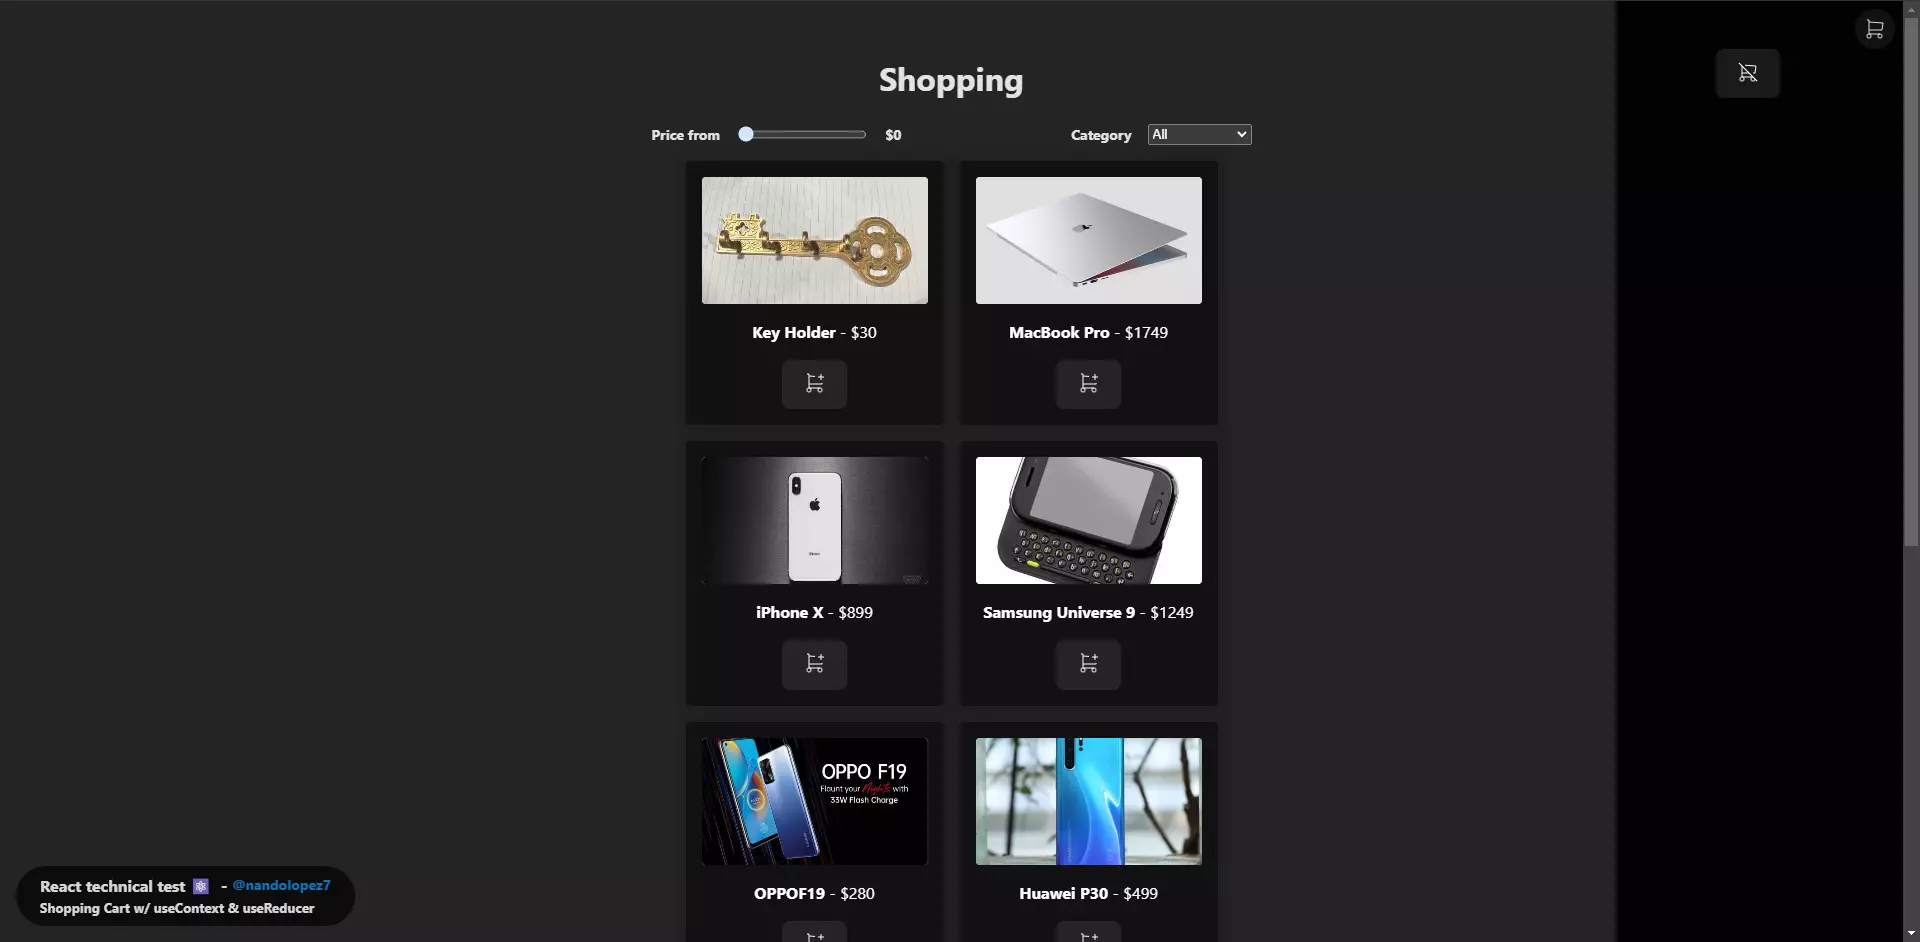 Shopping
Price from $0 Category All
Key Holder - $30
MacBook Pro - $1749
iPhone X - $899
Samsung Universe 9 - $1249
OPPO F19
Flaunt your Nights with
33W Flash Charge
OPPOF19 - $280
Huawei P30 - $499
React technical test - @nandolopez7
Shopping Cart w/ useContext & useReducer